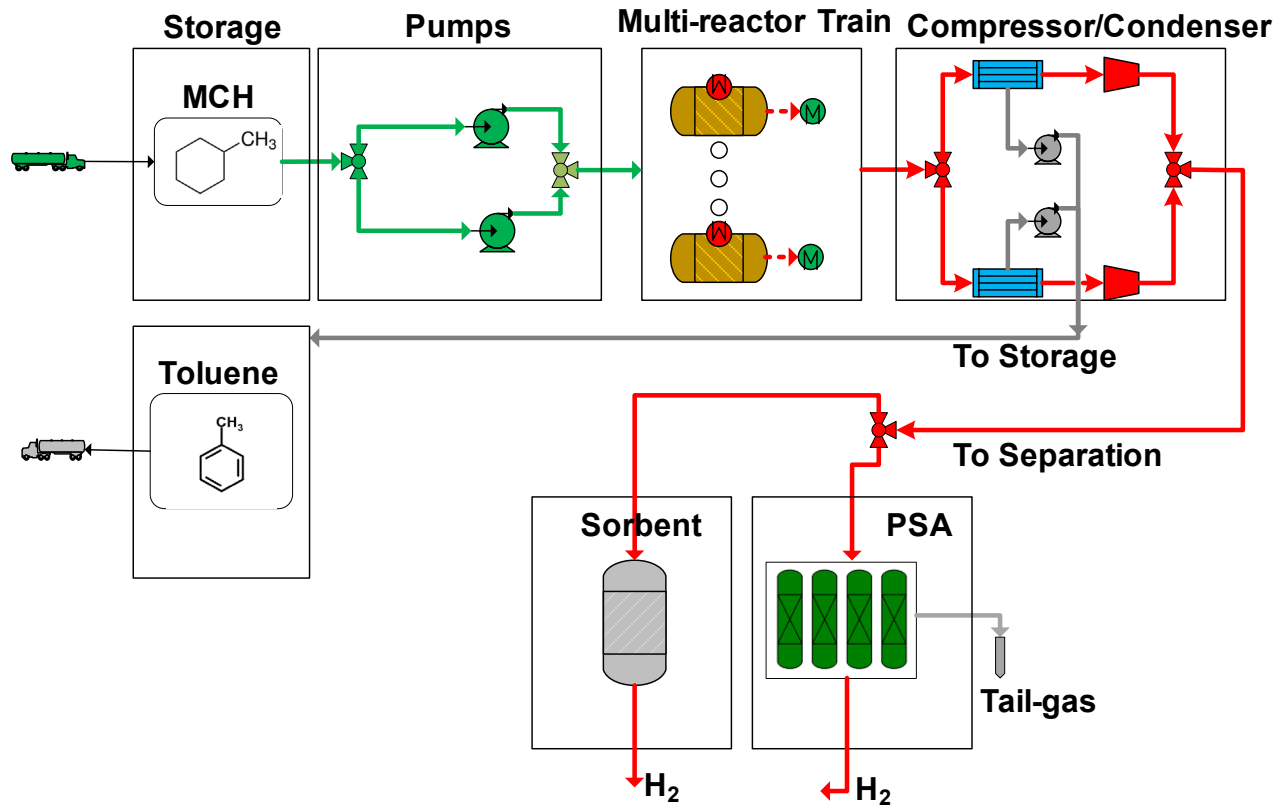 Storage
Pumps
Multi-reactor Train
Compressor/Condenser
MCH
CH₃
M
M
To Storage
Toluene
CH₃
To Separation
Sorbent
PSA
Tail-gas
H₂
H₂